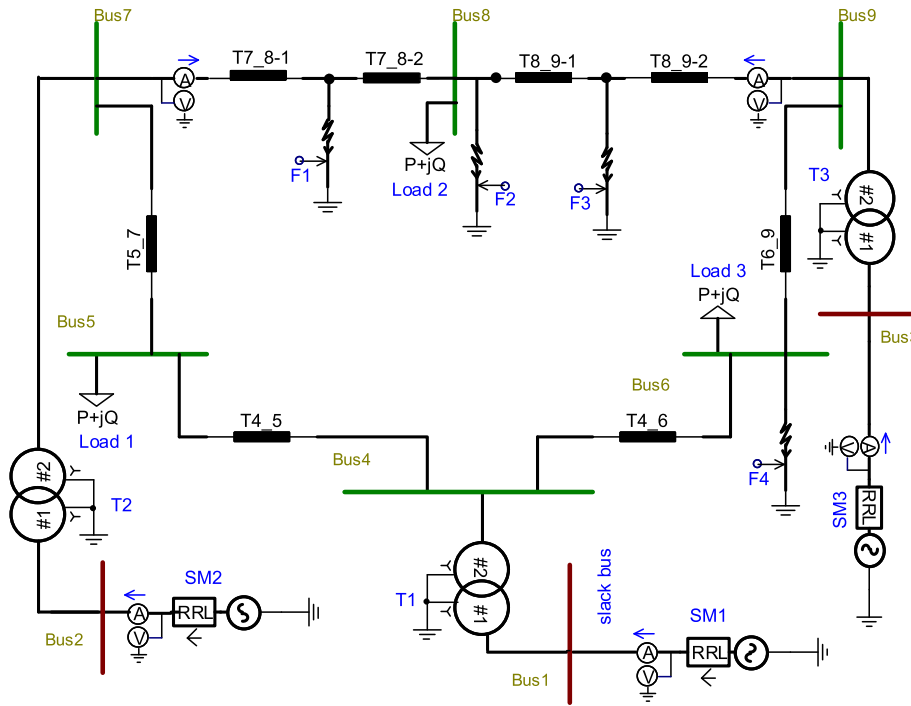 Bus7
Bus8
Bus9
T7_8-1
T7_8-2
T8_9-1
T8_9-2
A
V
A
V
P+jQ
Load 2
F1
F2
F3
T3
#2
#1
T5_7
T6_9
Load 3
P+jQ
Bus5
Bus6
P+jQ
Load 1
T4_5
T4_6
Bus4
F4
V
A
SM3
RRL
#2
#1
T2
#2
#1
T1
slack bus
SM2
A
V
RRL
Bus2
SM1
A
V
RRL
Bus1